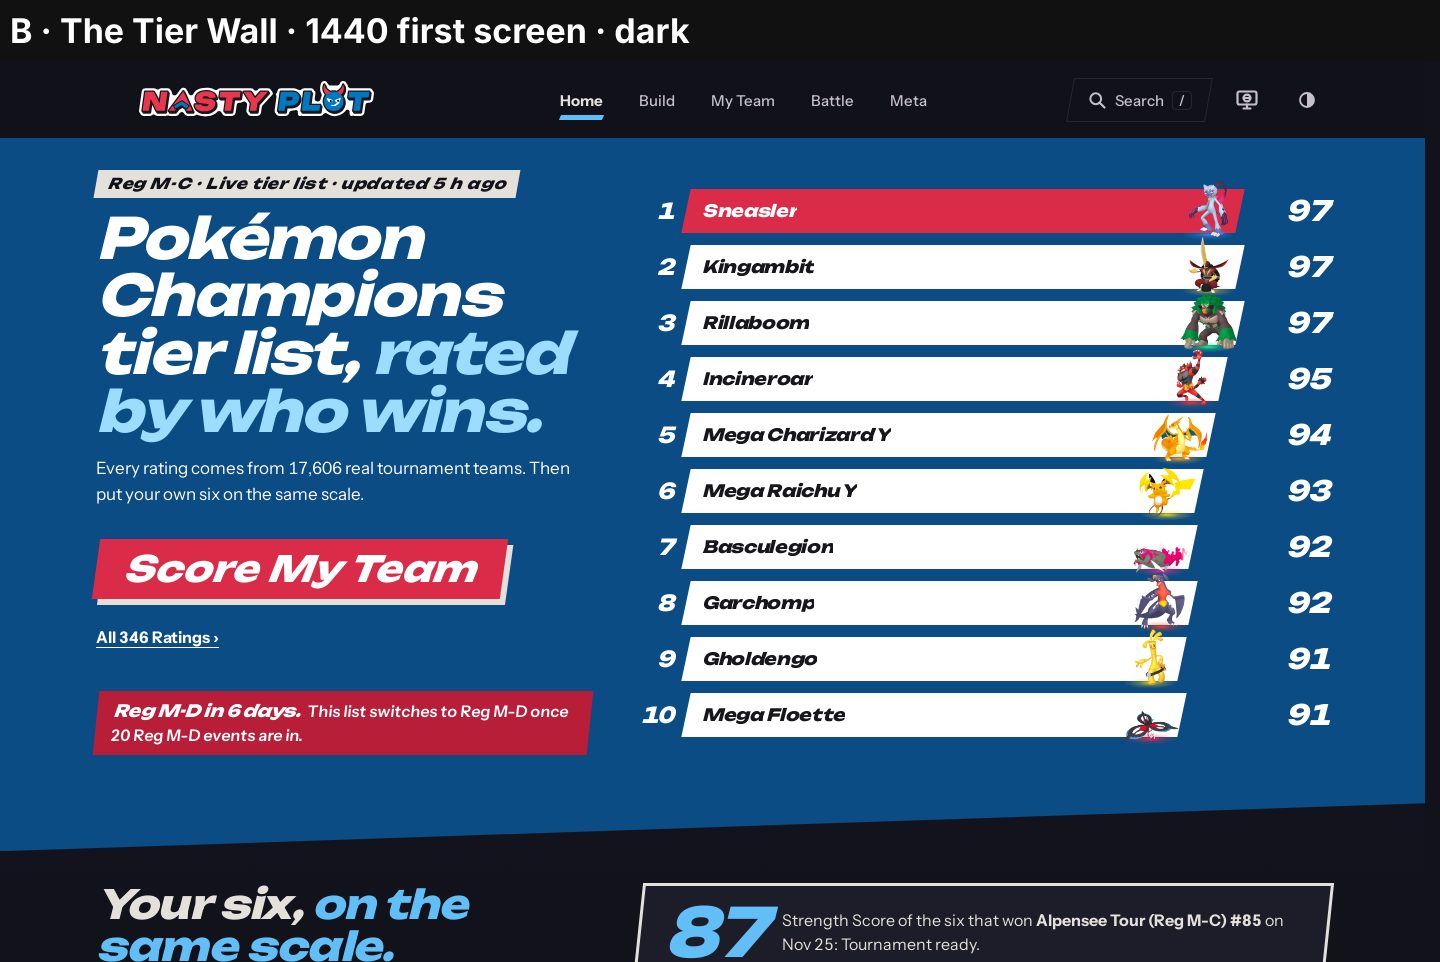 B · The Tier Wall · 1440 first screen · dark
NASTY PLOT
Home
Build
My Team
Battle
Meta
Search /
Reg M-C · Live tier list · updated 5 h ago
Pokémon
Champions
tier list, rated
by who wins.
Every rating comes from 17,606 real tournament teams. Then
put your own six on the same scale.
Score My Team
All 346 Ratings ›
Reg M-D in 6 days. This list switches to Reg M-D once
20 Reg M-D events are in.
1 Sneasler 97
2 Kingambit 97
3 Rillaboom 97
4 Incineroar 95
5 Mega Charizard Y 94
6 Mega Raichu Y 93
7 Basculegion 92
8 Garchomp 92
9 Gholdengo 91
10 Mega Floette 91
Your six, on the
same scale.
87 Strength Score of the six that won Alpensee Tour (Reg M-C) #85 on
Nov 25: Tournament ready.